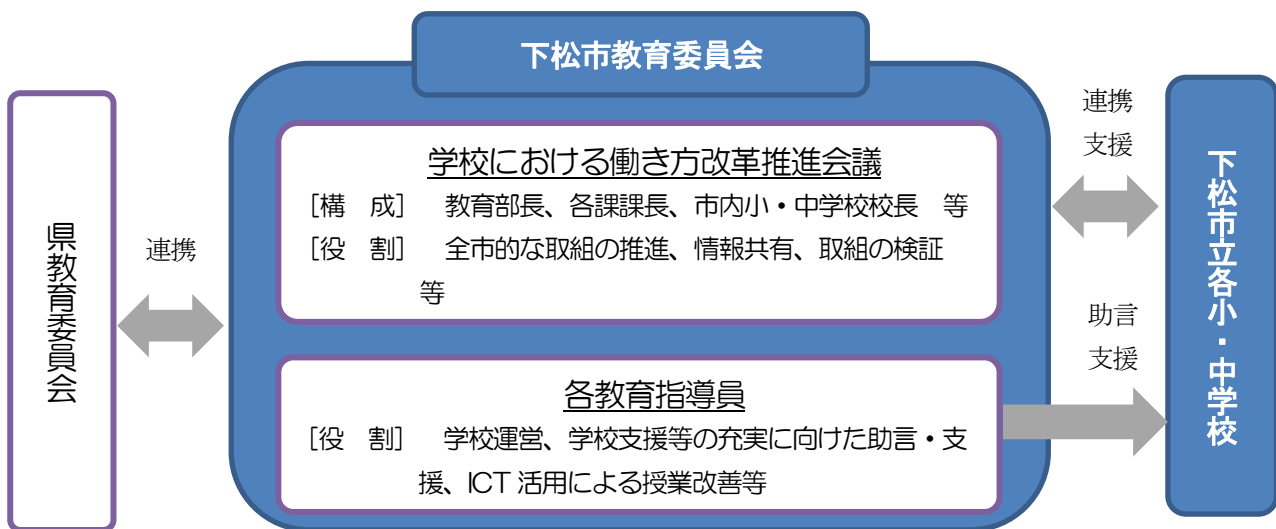 下松市教育委員会
県教育委員会
連携
学校における働き方改革推進会議
［構　成］　教育部長、各課課長、市内小・中学校校長　等
［役　割］　全市的な取組の推進、情報共有、取組の検証
等
各教育指導員
［役　割］　学校運営、学校支援等の充実に向けた助言・支
援、ICT 活用による授業改善等
連携
支援
助言
支援
下松市立各小・中学校